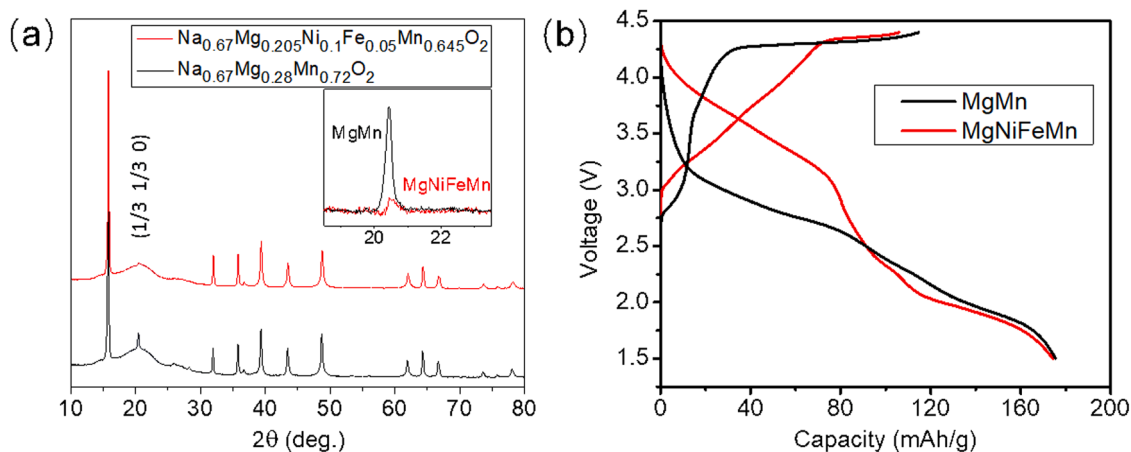 (a)
Na0.67Mg0.205Ni0.1Fe0.05Mn0.645O2
Na0.67Mg0.28Mn0.72O2
(1/3 1/3 0)
MgMn
MgNiFeMn
20 22
10 20 30 40 50 60 70 80
2θ (deg.)
(b)
4.5
4.0
3.5
3.0
2.5
2.0
1.5
Voltage (V)
MgMn
MgNiFeMn
0 40 80 120 160 200
Capacity (mAh/g)